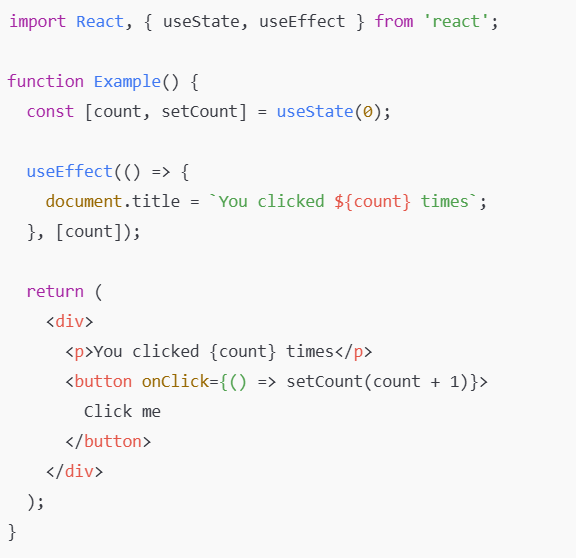 import React, { useState, useEffect } from 'react';

function Example() {
  const [count, setCount] = useState(0);

  useEffect(() => {
    document.title = `You clicked ${count} times`;
  }, [count]);

  return (
    <div>
      <p>You clicked {count} times</p>
      <button onClick={() => setCount(count + 1)}>
        Click me
      </button>
    </div>
  );
}